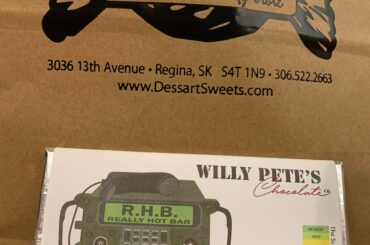 3036 13th Avenue • Regina, SK S4T 1N9 • 306.522.2663
www.DessartSweets.com
WILLY PETE'S
Chocolate
R.H.B.
REALLY HOT BAR